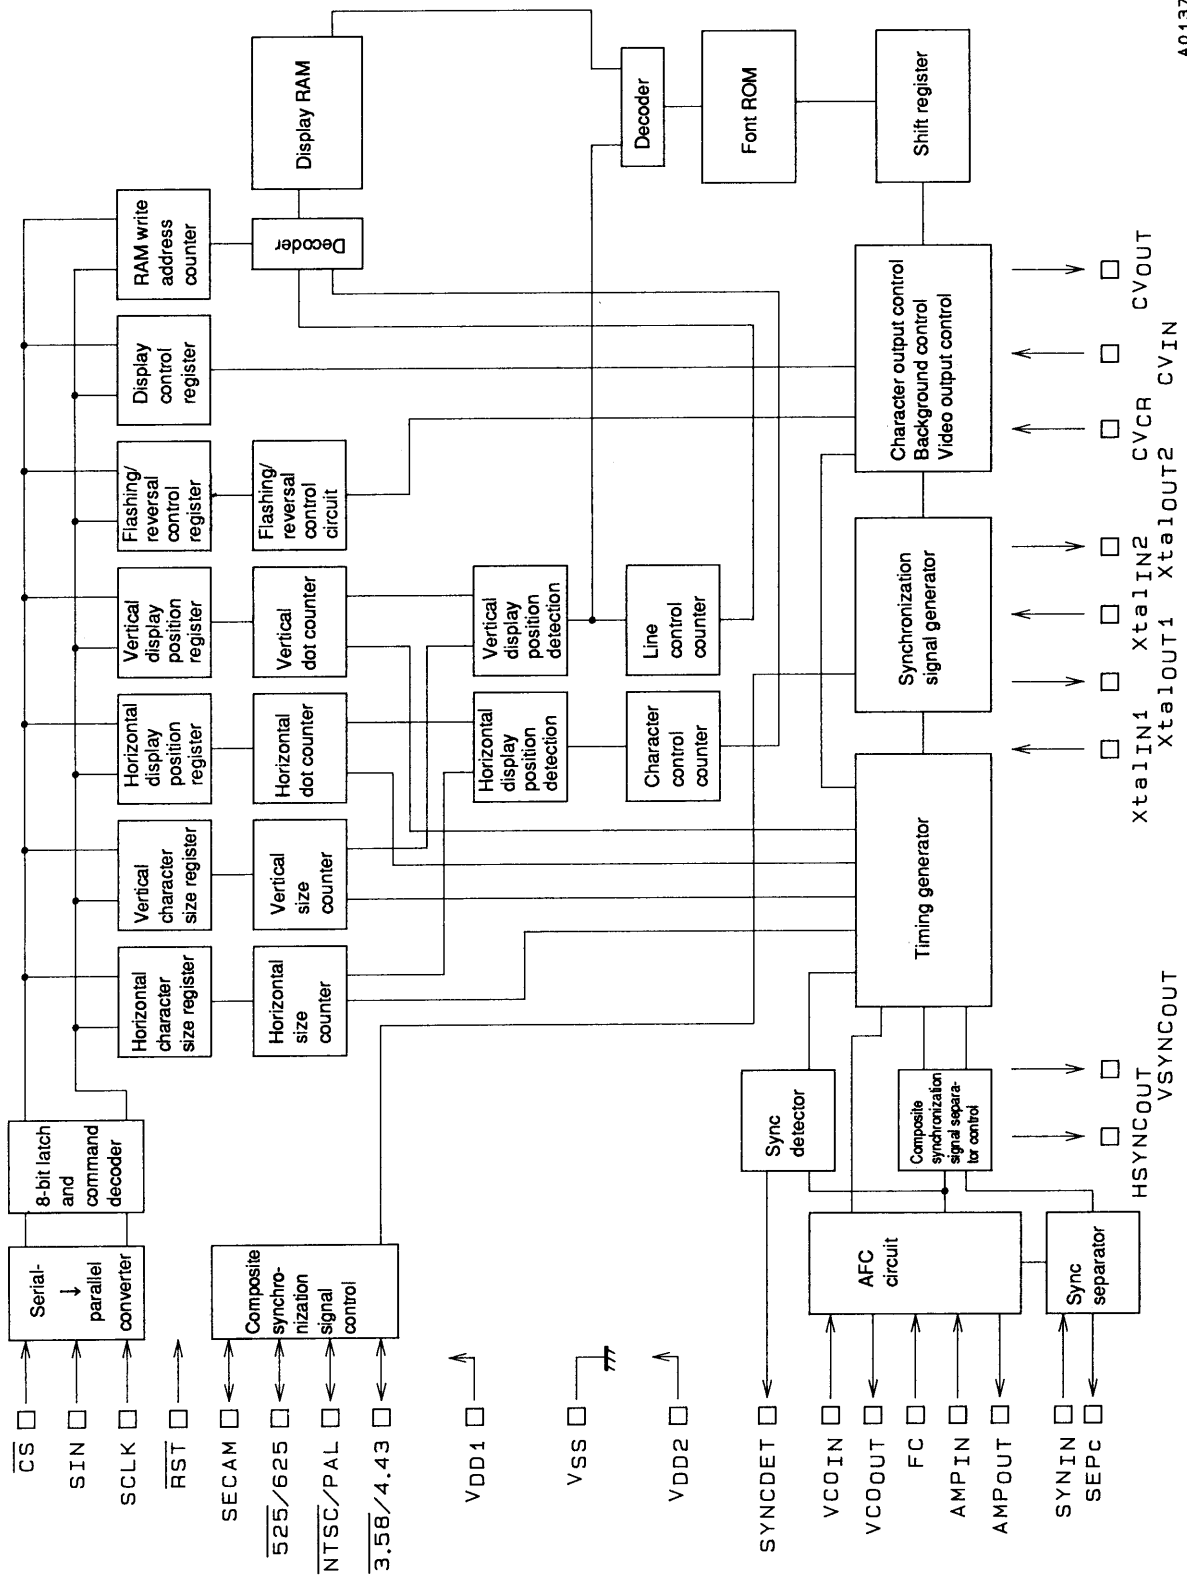 CS
SIN
SCLK
RST
SECAM
525/625
NTSC/PAL
3.58/4.43
VDD1
VSS
VDD2
SYNCDET
VCOIN
VCOOUT
FC
AMPIN
AMPOUT
SYNIN
SEPC
Serial-
↓
parallel
converter
8-bit latch
and
command
decoder
Composite
synchro-
nization
signal
control
Horizontal
character
size register
Vertical
character
size register
Horizontal
display
position
register
Vertical
display
position
register
Flashing/
reversal
control
register
Display
control
register
RAM write
address
counter
Horizontal
size
counter
Vertical
size
counter
Horizontal
dot counter
Vertical
dot counter
Flashing/
reversal
control
circuit
Decoder
Display RAM
Horizontal
display
position
detection
Vertical
display
position
detection
Character
control
counter
Line
control
counter
Decoder
Font ROM
Shift register
Sync
detector
AFC
circuit
Composite
synchronization
signal separa-
tor control
Sync
separator
Timing generator
Synchronization
signal generator
Character output control
Background control
Video output control
HSYNCOUT
VSYNCOUT
XtalIN1
XtalOUT1
XtalIN2
XtalOUT2
CVCR
CVIN
CVOUT